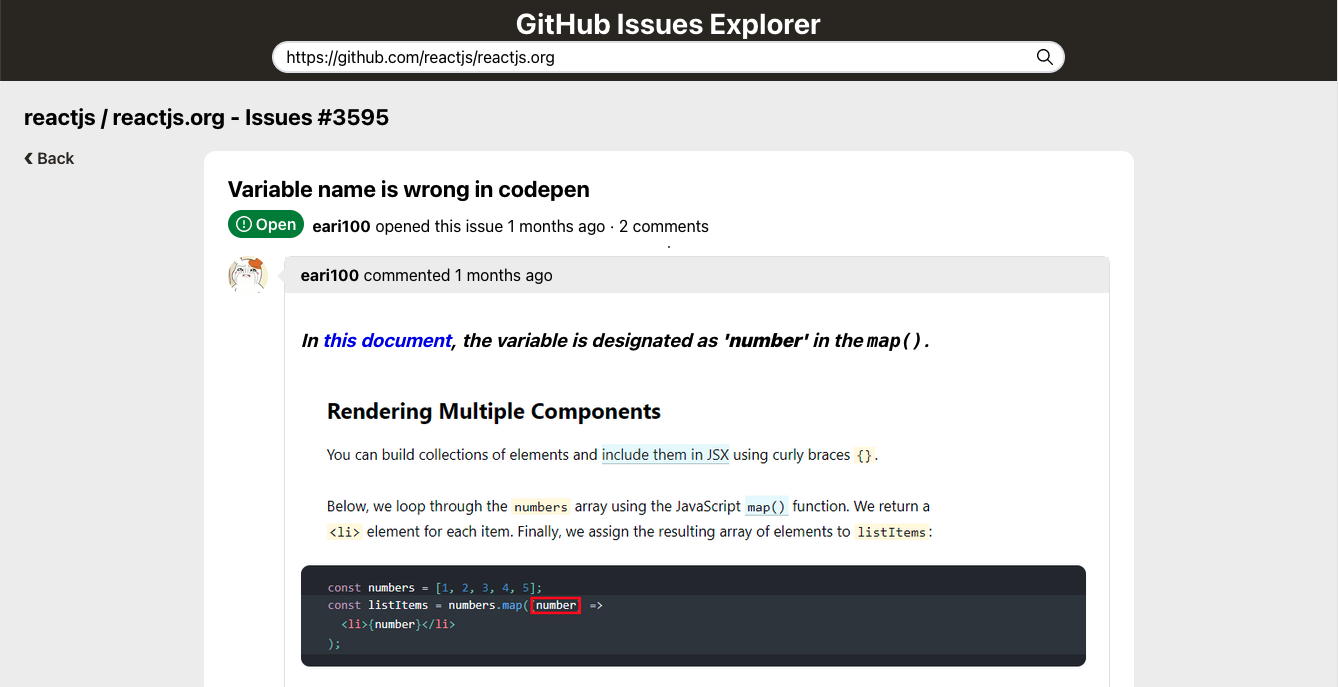 GitHub Issues Explorer
https://github.com/reactjs/reactjs.org
reactjs / reactjs.org - Issues #3595
‹ Back
Variable name is wrong in codepen
Open eari100 opened this issue 1 months ago · 2 comments
eari100 commented 1 months ago
In this document, the variable is designated as 'number' in the map().
Rendering Multiple Components
You can build collections of elements and include them in JSX using curly braces {}.
Below, we loop through the numbers array using the JavaScript map() function. We return a
<li> element for each item. Finally, we assign the resulting array of elements to listItems:
const numbers = [1, 2, 3, 4, 5];
const listItems = numbers.map((number) =>
<li>{number}</li>
);